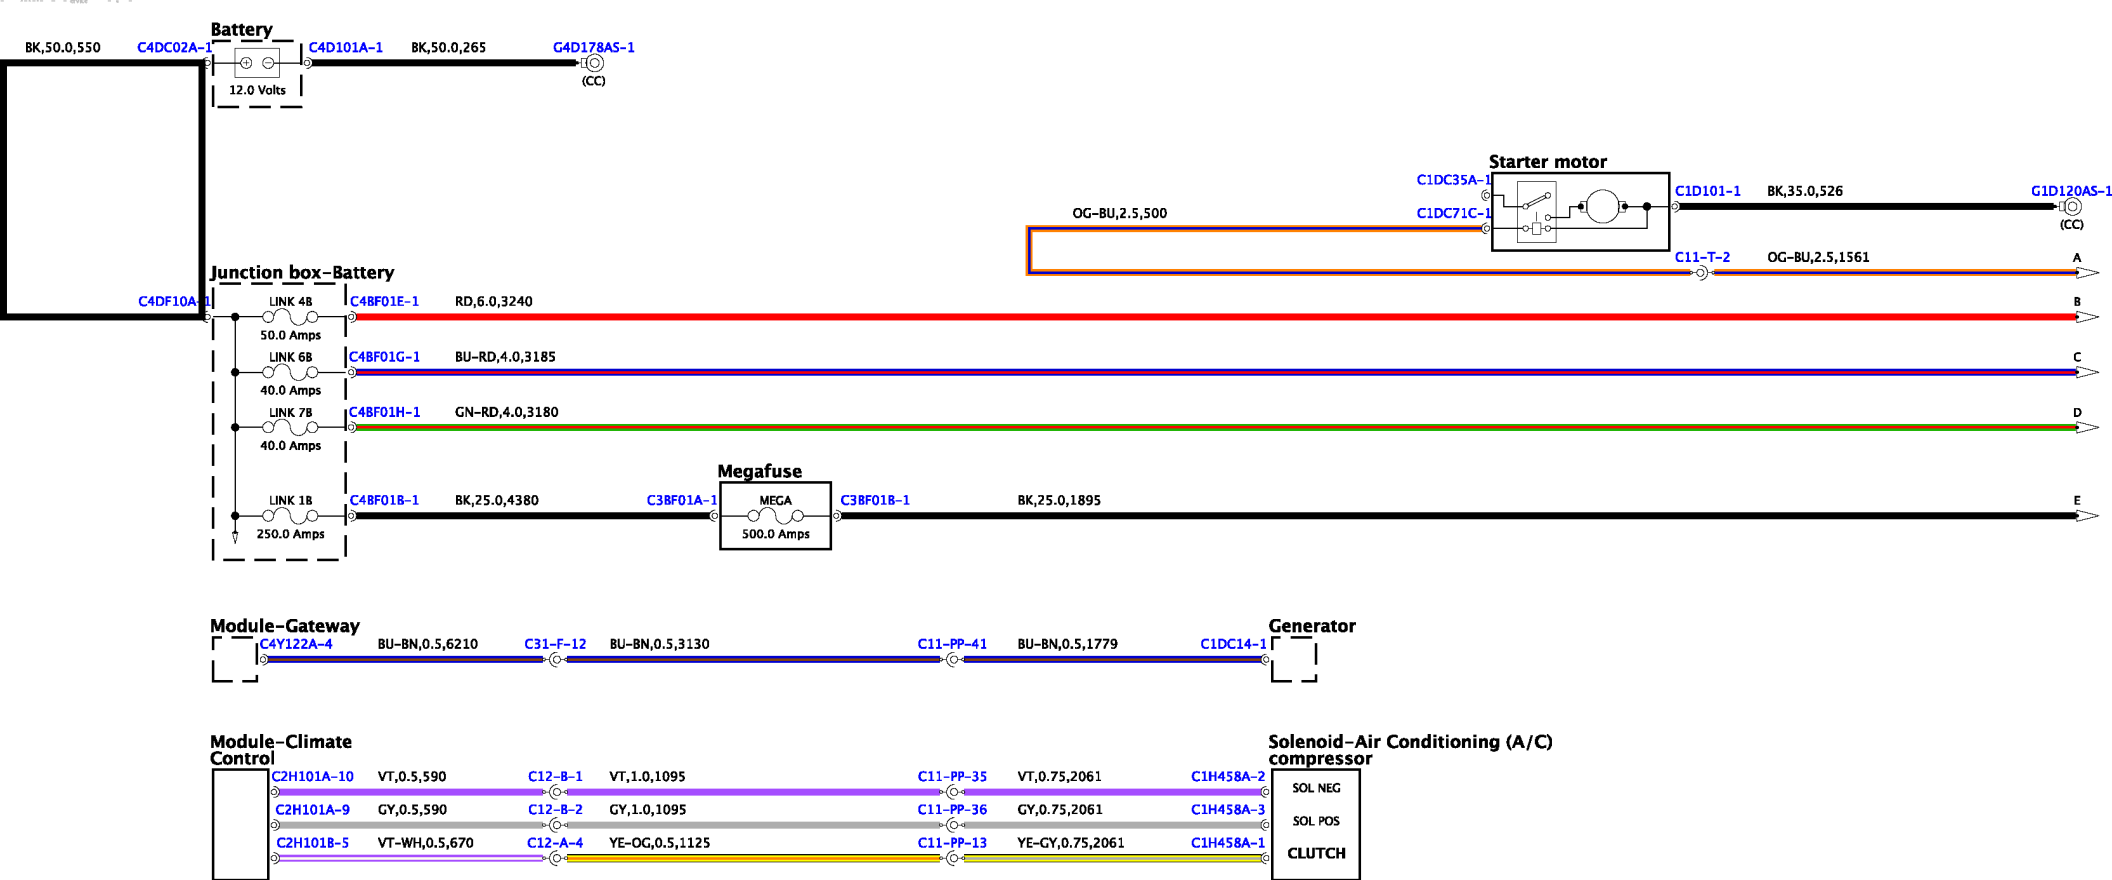 Battery
BK,50.0,550 C4DC02A-1 C4D101A-1 BK,50.0,265 G4D178AS-1
(CC)
12.0 Volts
Starter motor
C1DC35A-1
C1D101-1 BK,35.0,526 G1D120AS-1
OG-BU,2.5,500 C1DC71C-1
(CC)
C11-T-2 OG-BU,2.5,1561 A
Junction box-Battery
C4DF10A-1 LINK 4B C4BF01E-1 RD,6.0,3240 B
50.0 Amps
LINK 6B C4BF01G-1 BU-RD,4.0,3185 C
40.0 Amps
LINK 7B C4BF01H-1 GN-RD,4.0,3180 D
40.0 Amps
Megafuse
LINK 1B C4BF01B-1 BK,25.0,4380 C3BF01A-1 MEGA C3BF01B-1 BK,25.0,1895 E
250.0 Amps 500.0 Amps
Module-Gateway Generator
C4Y122A-4 BU-BN,0.5,6210 C31-F-12 BU-BN,0.5,3130 C11-PP-41 BU-BN,0.5,1779 C1DC14-1
Module-Climate Solenoid-Air Conditioning (A/C)
Control compressor
C2H101A-10 VT,0.5,590 C12-B-1 VT,1.0,1095 C11-PP-35 VT,0.75,2061 C1H458A-2
SOL NEG
C2H101A-9 GY,0.5,590 C12-B-2 GY,1.0,1095 C11-PP-36 GY,0.75,2061 C1H458A-3
SOL POS
C2H101B-5 VT-WH,0.5,670 C12-A-4 YE-OG,0.5,1125 C11-PP-13 YE-GY,0.75,2061 C1H458A-1
CLUTCH